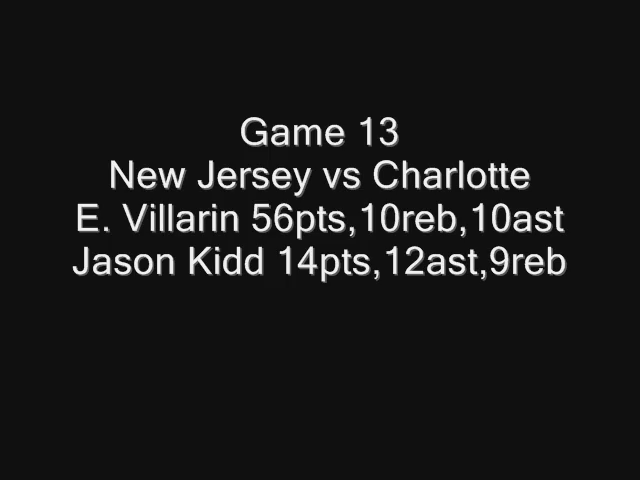 Game 13
New Jersey vs Charlotte
E. Villarin 56pts,10reb,10ast
Jason Kidd 14pts,12ast,9reb